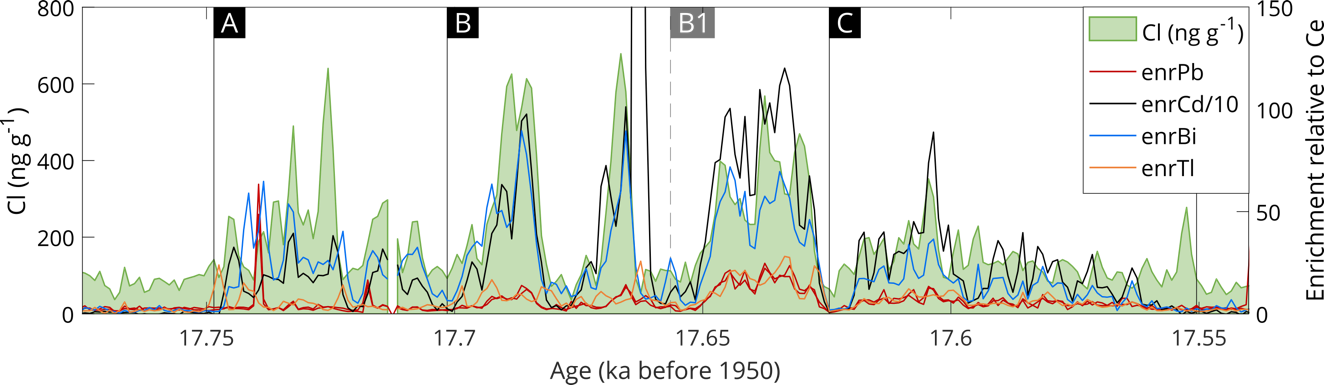 800
600
400
200
0
Cl (ng g⁻¹)
A
B
B1
C
Cl (ng g⁻¹)
enrPb
enrCd/10
enrBi
enrTl
150
100
50
0
Enrichment relative to Ce
17.75
17.7
17.65
17.6
17.55
Age (ka before 1950)